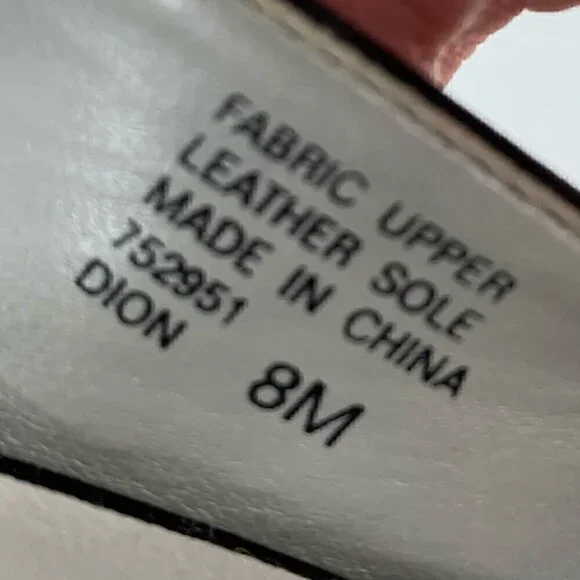 FABRIC UPPER
LEATHER SOLE
MADE IN CHINA
752951
DION
8M